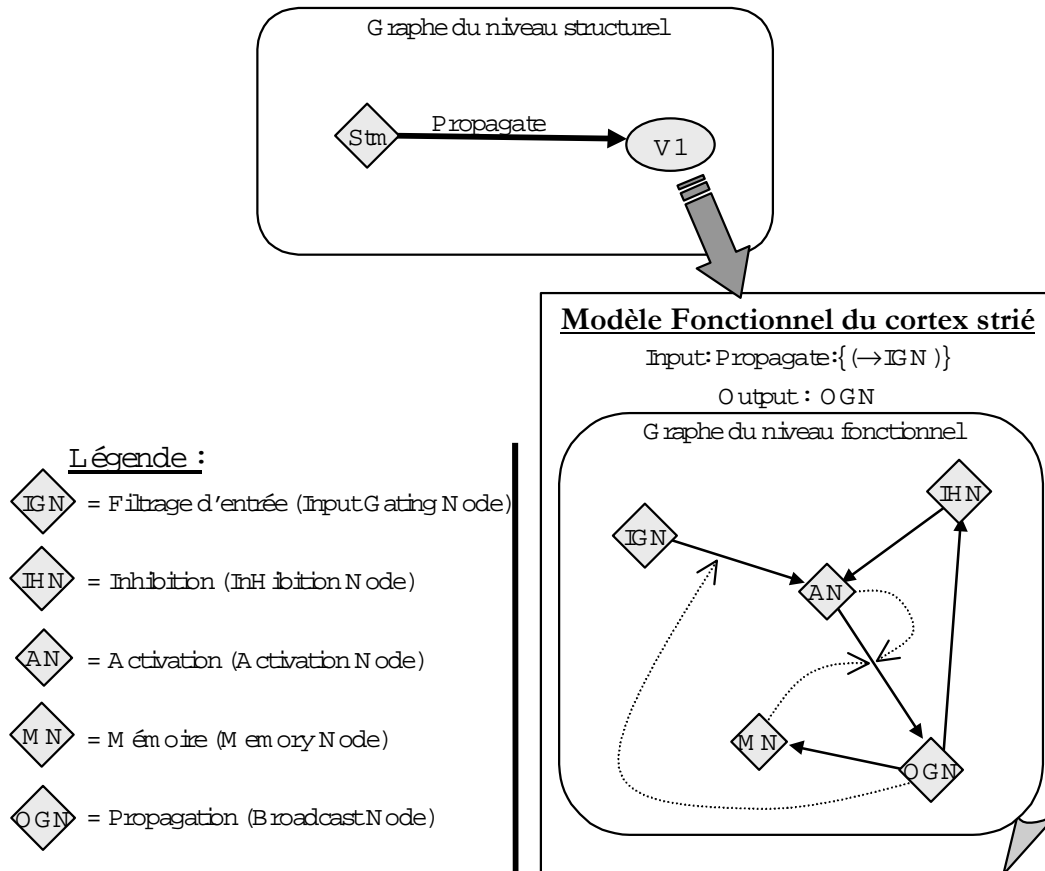 Graphe du niveau structurel
Propagate
Stm
V1
Modèle Fonctionnel du cortex strié
Input:Propagate:{(→IGN)}
Output: OGN
Graphe du niveau fonctionnel
IHN
IGN
AN
MN
OGN
Légende :
IGN = Filtrage d'entrée (Input Gating Node)
IHN = Inhibition (InHibition Node)
AN = Activation (Activation Node)
MN = Mémoire (Memory Node)
OGN = Propagation (Broadcast Node)